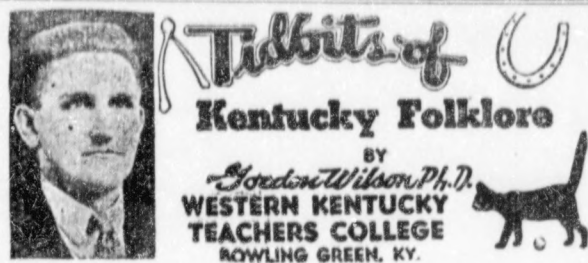 Tidbits of
Kentucky Folklore
BY
Gordon Wilson Ph.D.
WESTERN KENTUCKY
TEACHERS COLLEGE
BOWLING GREEN, KY.